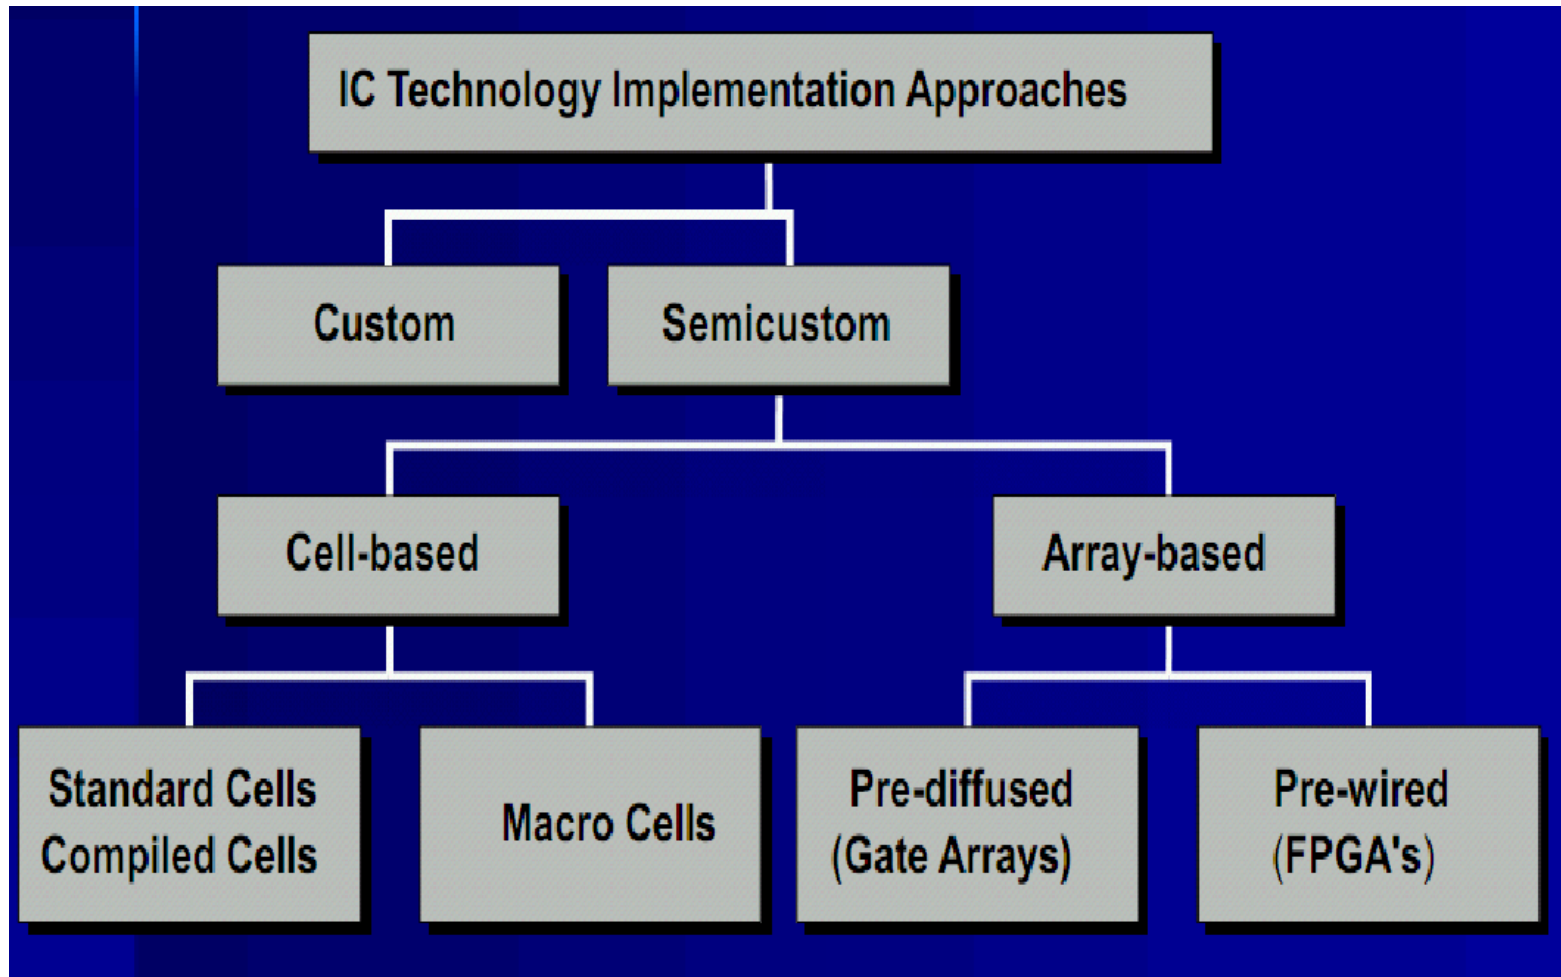 IC Technology Implementation Approaches
Custom
Semicustom
Cell-based
Array-based
Standard Cells
Compiled Cells
Macro Cells
Pre-diffused
(Gate Arrays)
Pre-wired
(FPGA's)